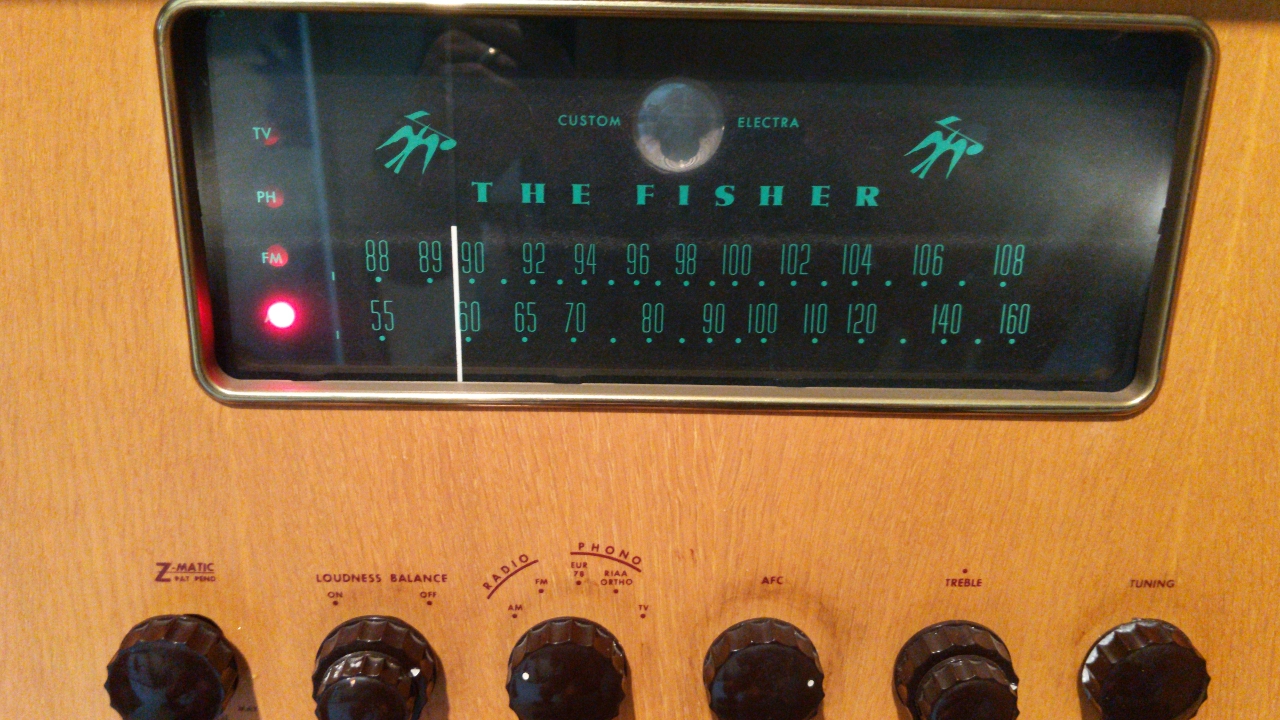 TV
CUSTOM ELECTRA
PH
THE FISHER
FM
88 89 90 92 94 96 98 100 102 104 106 108
55 60 65 70 80 90 100 110 120 140 160
Z-MATIC
PAT PEND
LOUDNESS BALANCE
ON OFF
RADIO PHONO
AM FM EUR 78 RIAA ORTHO TV
AFC
TREBLE
TUNING